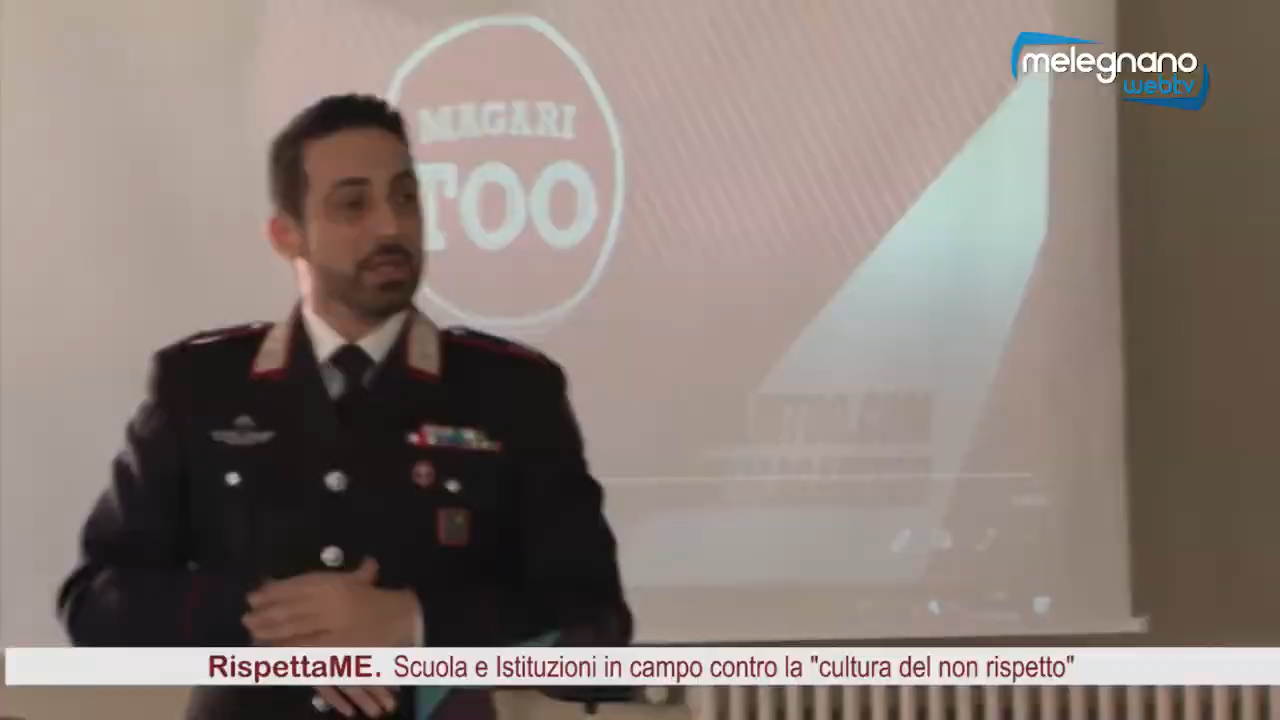 melegnano
webtv
MAGARI
TOO
RispettaME. Scuola e Istituzioni in campo contro la "cultura del non rispetto"